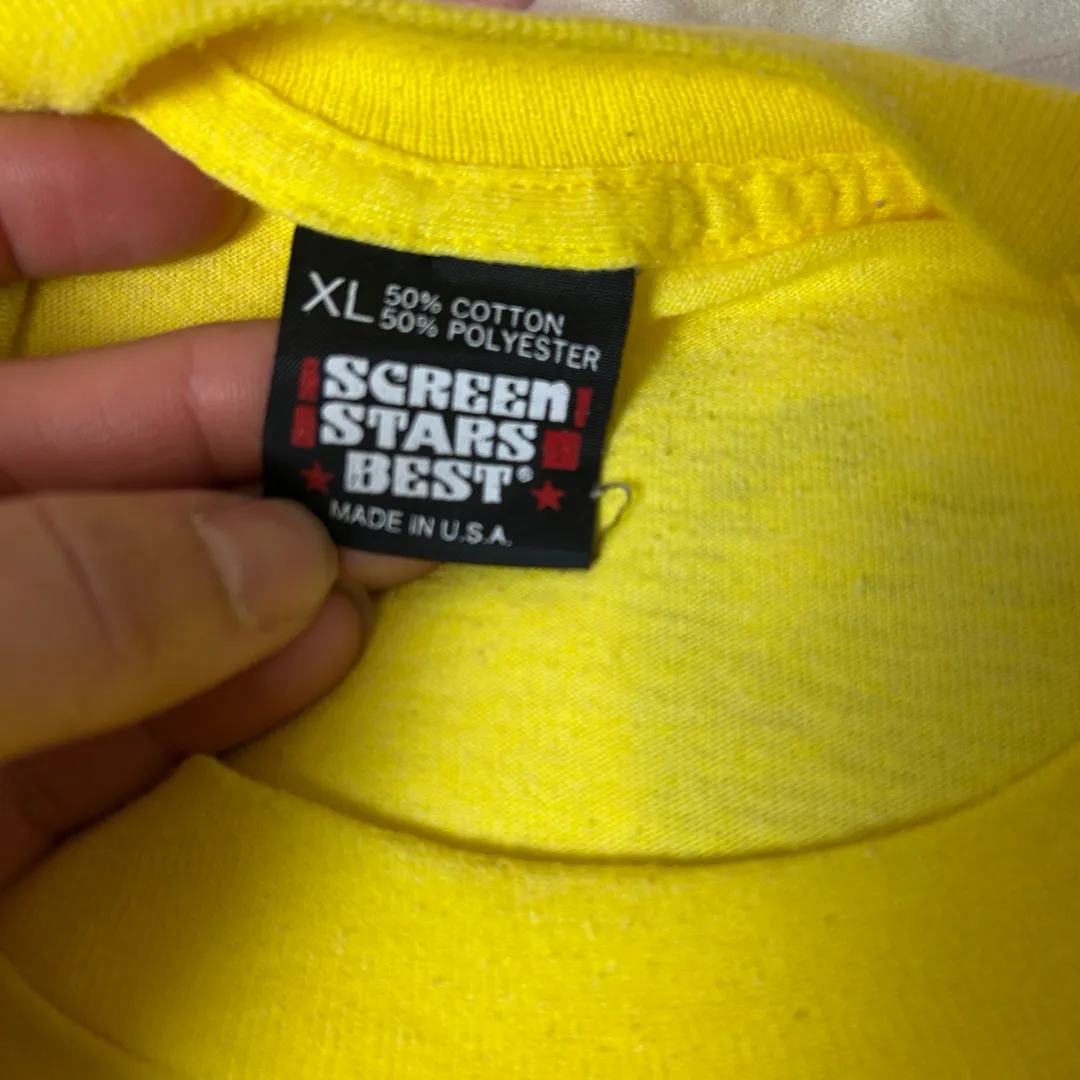 XL 50% COTTON
50% POLYESTER
SCREEN
STARS
BEST®
MADE IN U.S.A.